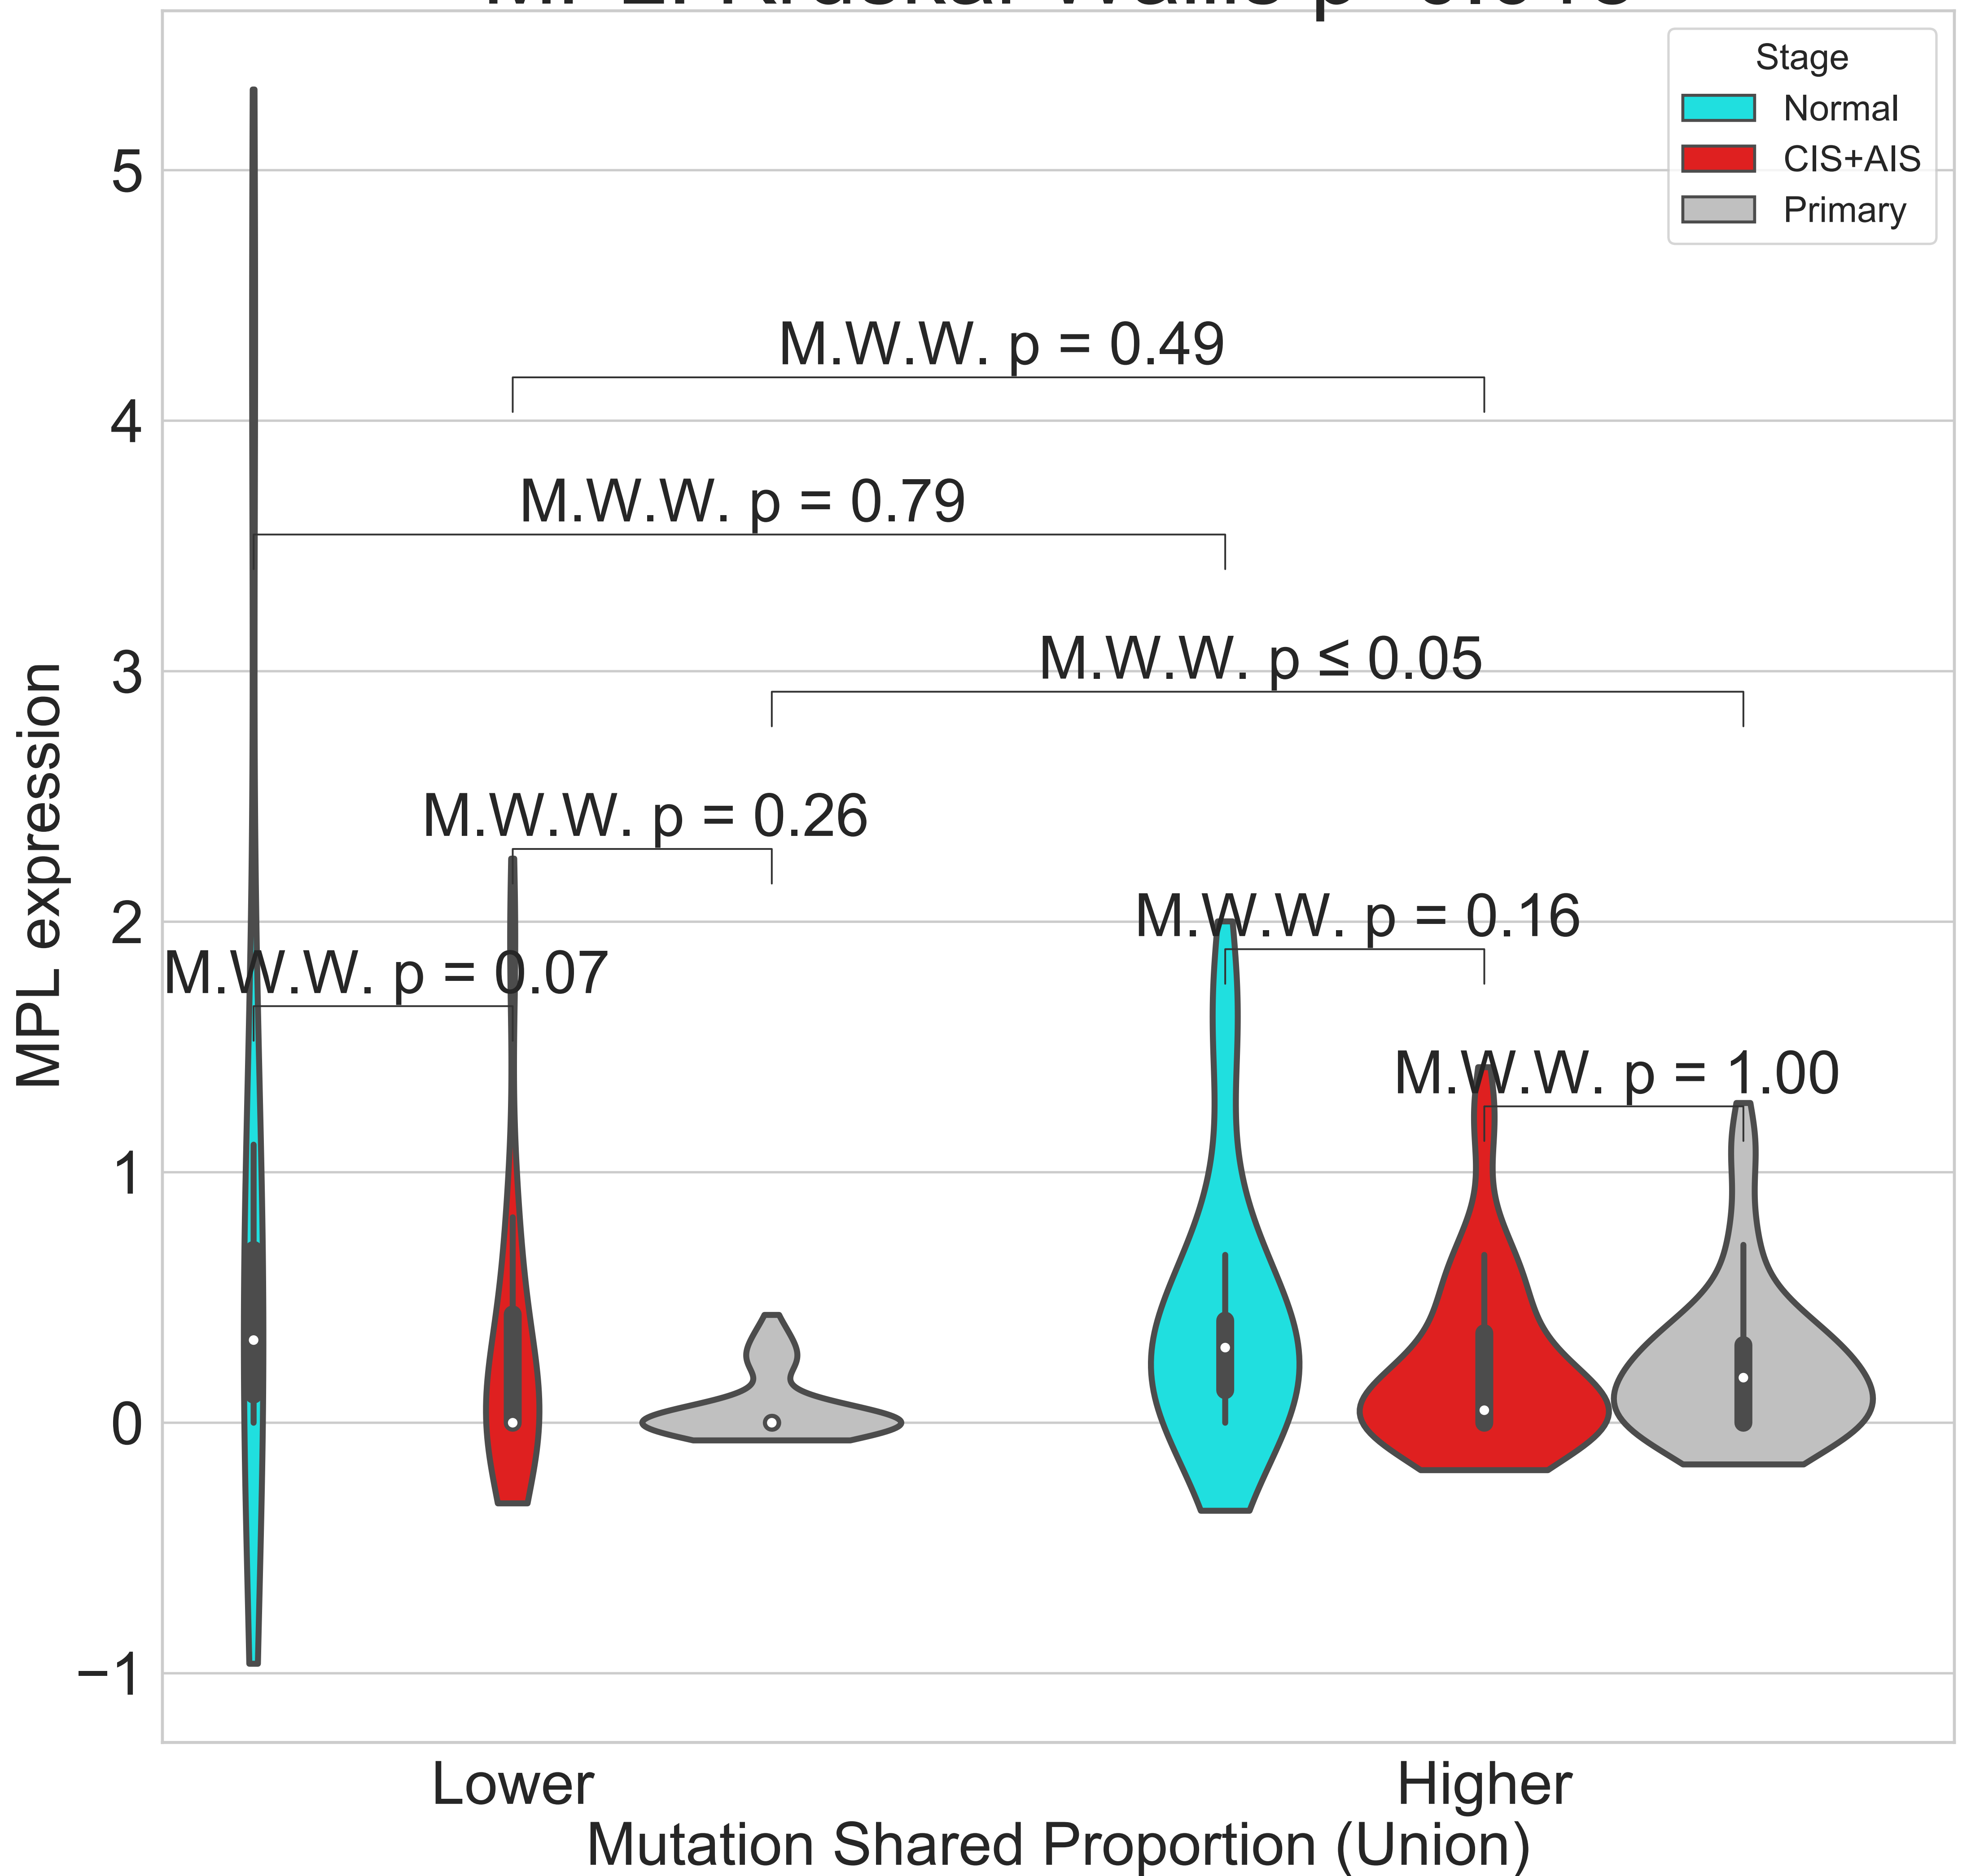 Stage
Normal
CIS+AIS
Primary
5
4
3
2
1
0
−1
MPL expression
M.W.W. p = 0.49
M.W.W. p = 0.79
M.W.W. p ≤ 0.05
M.W.W. p = 0.26
M.W.W. p = 0.16
M.W.W. p = 0.07
M.W.W. p = 1.00
Lower
Higher
Mutation Shared Proportion (Union)